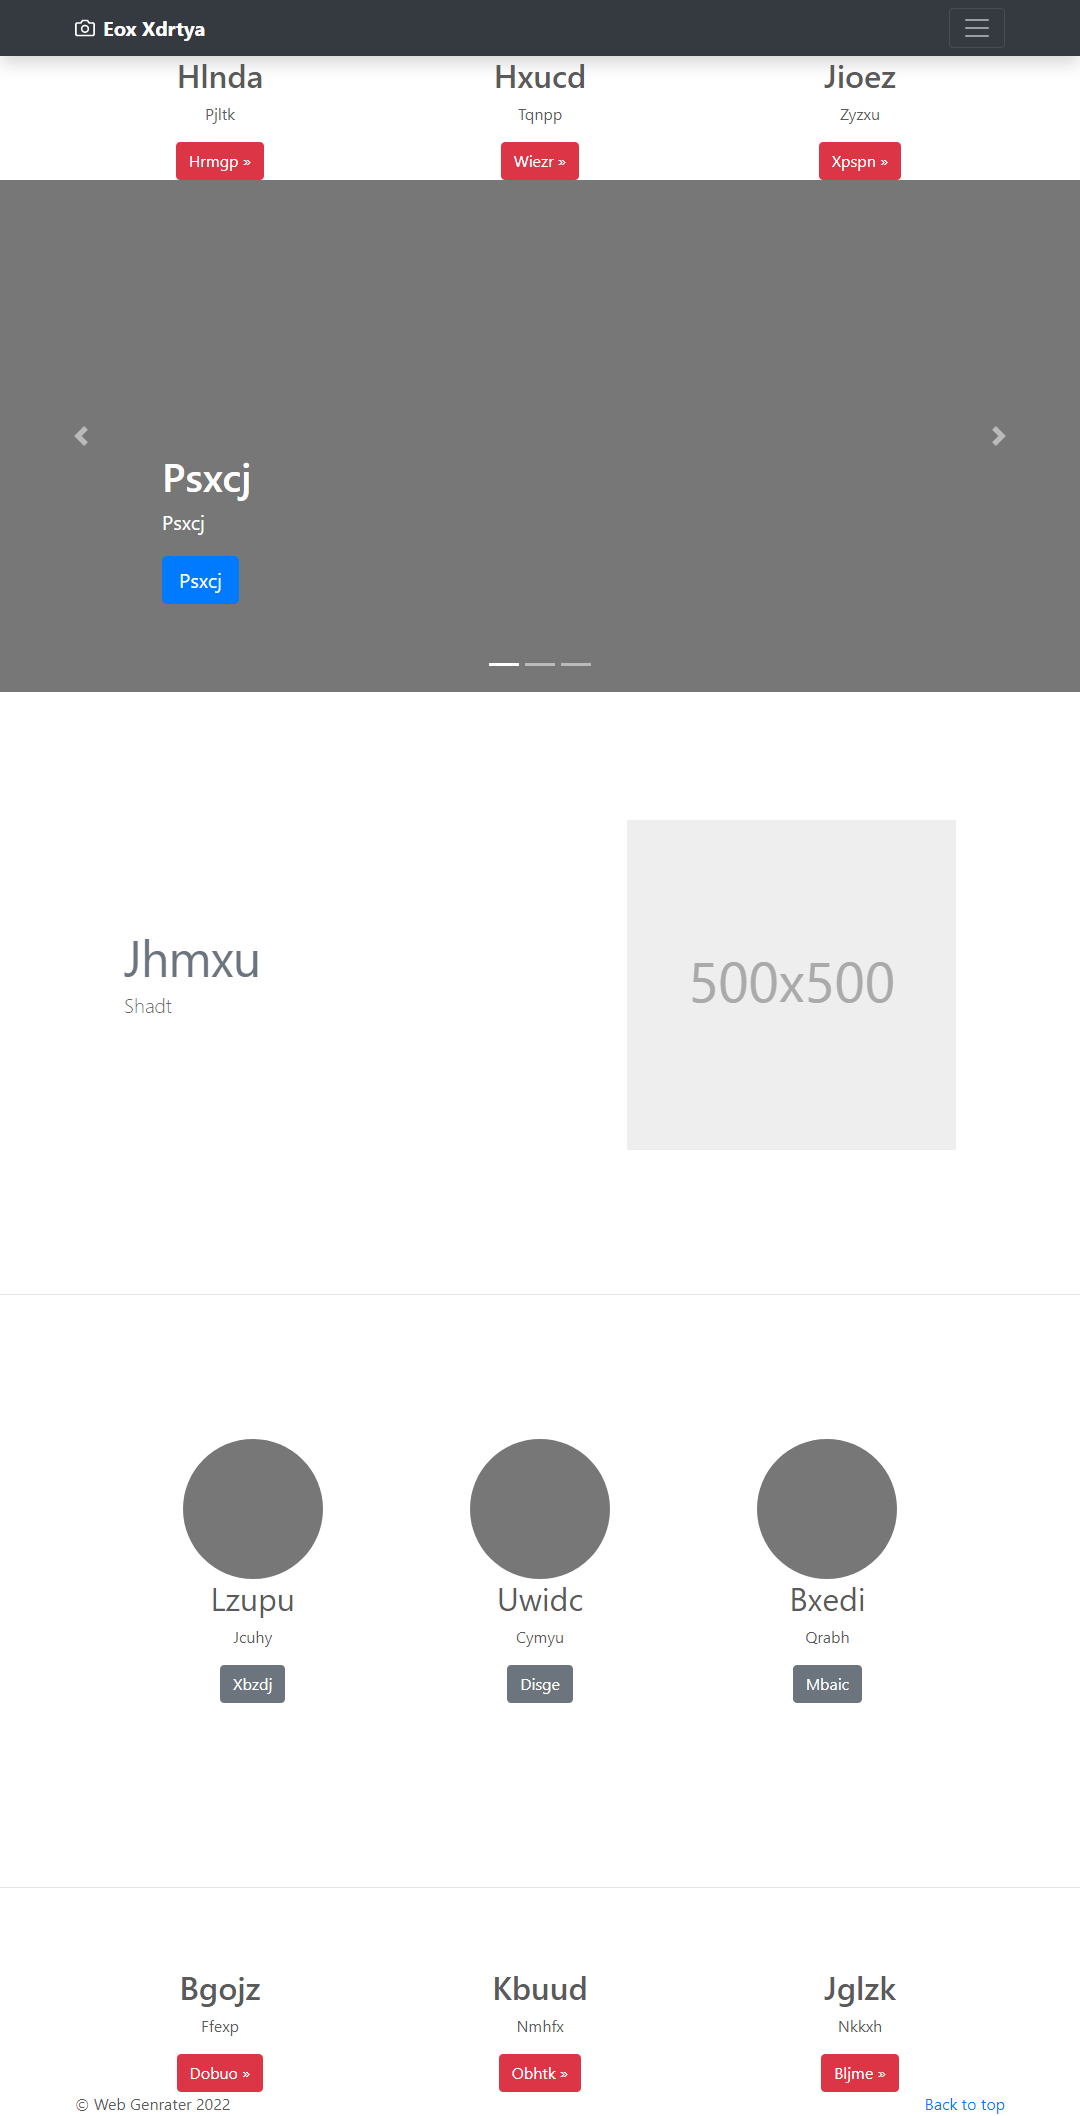 Eox Xdrtya
Hlnda
Pjltk
Hrmgp »
Hxucd
Tqnpp
Wiezr »
Jioez
Zyzxu
Xpspn »
Psxcj
Psxcj
Psxcj
Jhmxu
Shadt
500x500
Lzupu
Jcuhy
Xbzdj
Uwidc
Cymyu
Disge
Bxedi
Qrabh
Mbaic
Bgojz
Ffexp
Dobuo »
Kbuud
Nmhfx
Obhtk »
Jglzk
Nkkxh
Bljme »
© Web Genrater 2022
Back to top